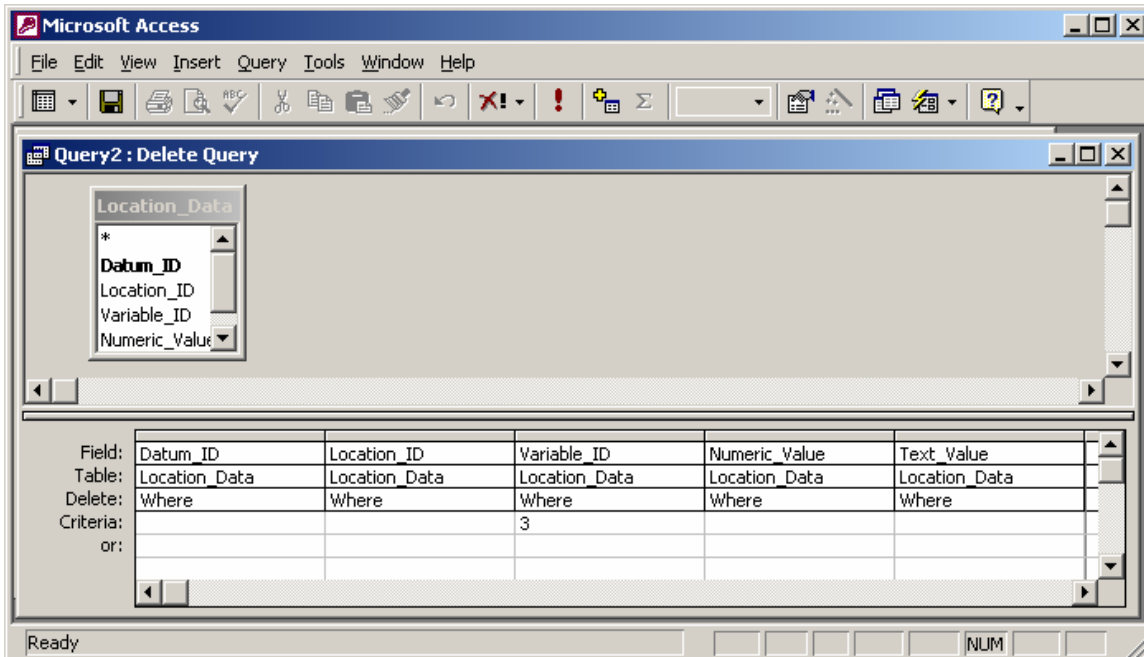 Microsoft Access
File Edit View Insert Query Tools Window Help
Query2 : Delete Query
Location_Data
*
Datum_ID
Location_ID
Variable_ID
Numeric_Value
Field: Datum_ID Location_ID Variable_ID Numeric_Value Text_Value
Table: Location_Data Location_Data Location_Data Location_Data Location_Data
Delete: Where Where Where Where Where
Criteria: 3
or:
Ready NUM